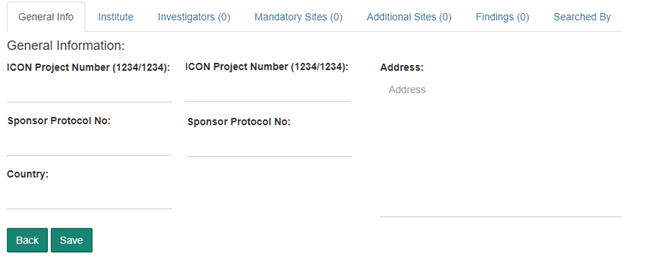 General Info Institute Investigators (0) Mandatory Sites (0) Additional Sites (0) Findings (0) Searched By
General Information:
ICON Project Number (1234/1234): ICON Project Number (1234/1234): Address:
Address
Sponsor Protocol No: Sponsor Protocol No:
Country:
Back Save